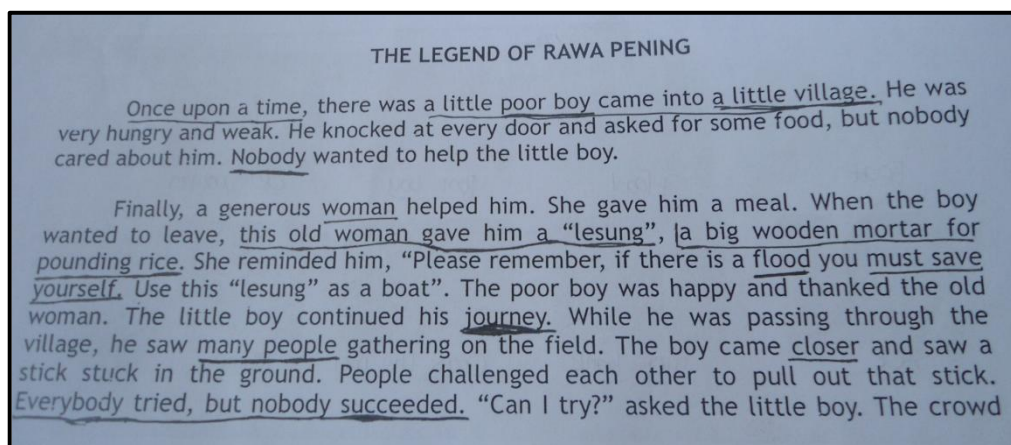 THE LEGEND OF RAWA PENING
Once upon a time, there was a little poor boy came into a little village. He was
very hungry and weak. He knocked at every door and asked for some food, but nobody
cared about him. Nobody wanted to help the little boy.
Finally, a generous woman helped him. She gave him a meal. When the boy
wanted to leave, this old woman gave him a “lesung”, a big wooden mortar for
pounding rice. She reminded him, “Please remember, if there is a flood you must save
yourself. Use this “lesung” as a boat”. The poor boy was happy and thanked the old
woman. The little boy continued his journey. While he was passing through the
village, he saw many people gathering on the field. The boy came closer and saw a
stick stuck in the ground. People challenged each other to pull out that stick.
Everybody tried, but nobody succeeded. “Can I try?” asked the little boy. The crowd